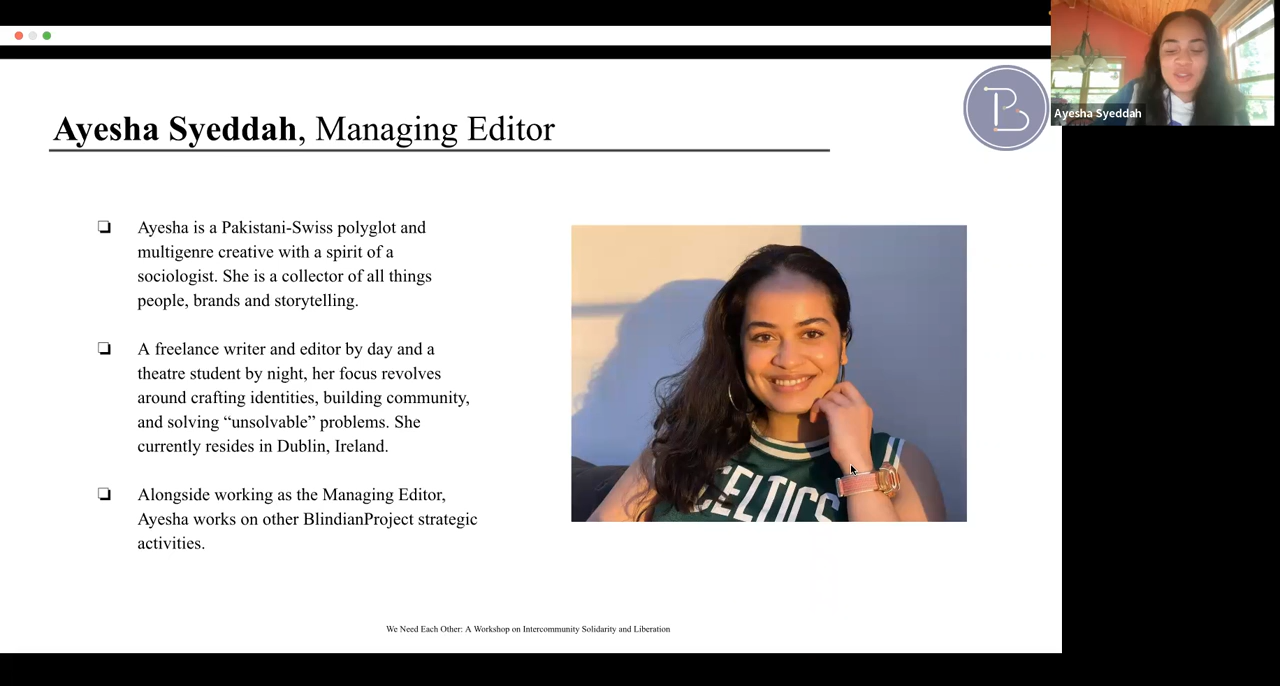 Ayesha Syeddah, Managing Editor
B
Ayesha Syeddah
Ayesha is a Pakistani-Swiss polyglot and
multigenre creative with a spirit of a
sociologist. She is a collector of all things
people, brands and storytelling.
A freelance writer and editor by day and a
theatre student by night, her focus revolves
around crafting identities, building community,
and solving “unsolvable” problems. She
currently resides in Dublin, Ireland.
Alongside working as the Managing Editor,
Ayesha works on other BlindianProject strategic
activities.
CELTICS
We Need Each Other: A Workshop on Intercommunity Solidarity and Liberation